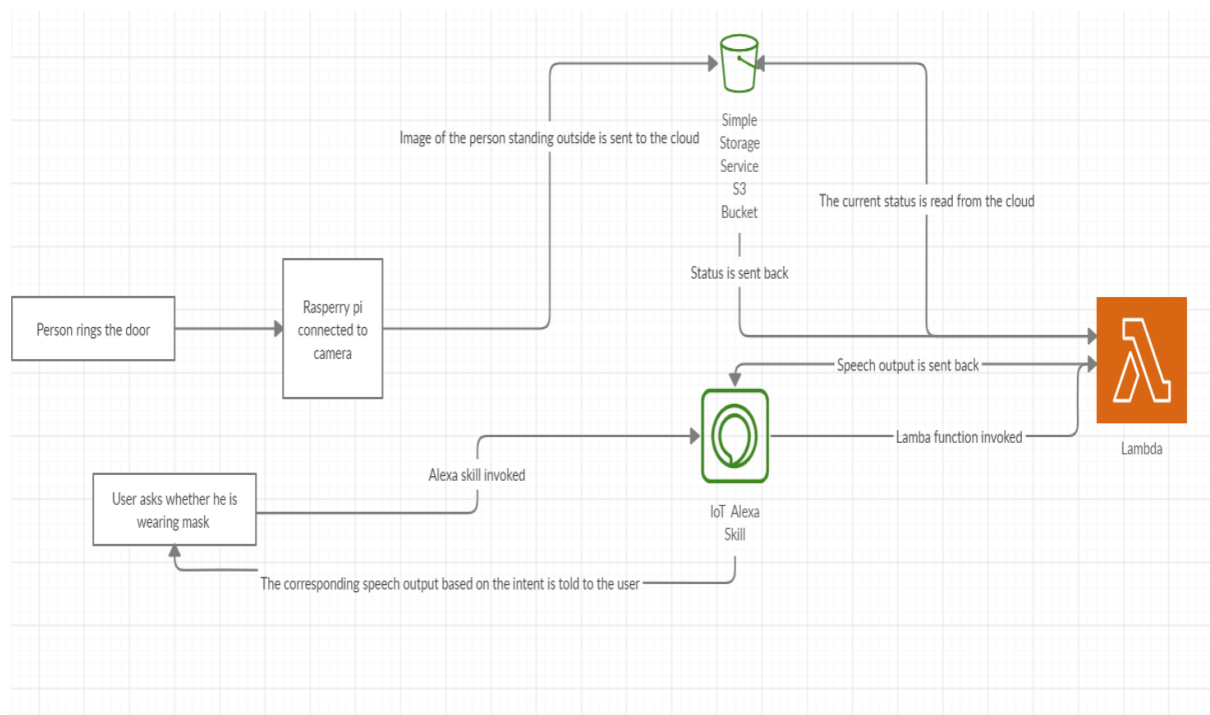 Image of the person standing outside is sent to the cloud
Simple
Storage
Service
S3
Bucket
The current status is read from the cloud
Status is sent back
Person rings the door
Rasperry pi
connected to
camera
Speech output is sent back
Lamba function invoked
Lambda
Alexa skill invoked
User asks whether he is
wearing mask
IoT Alexa
Skill
The corresponding speech output based on the intent is told to the user